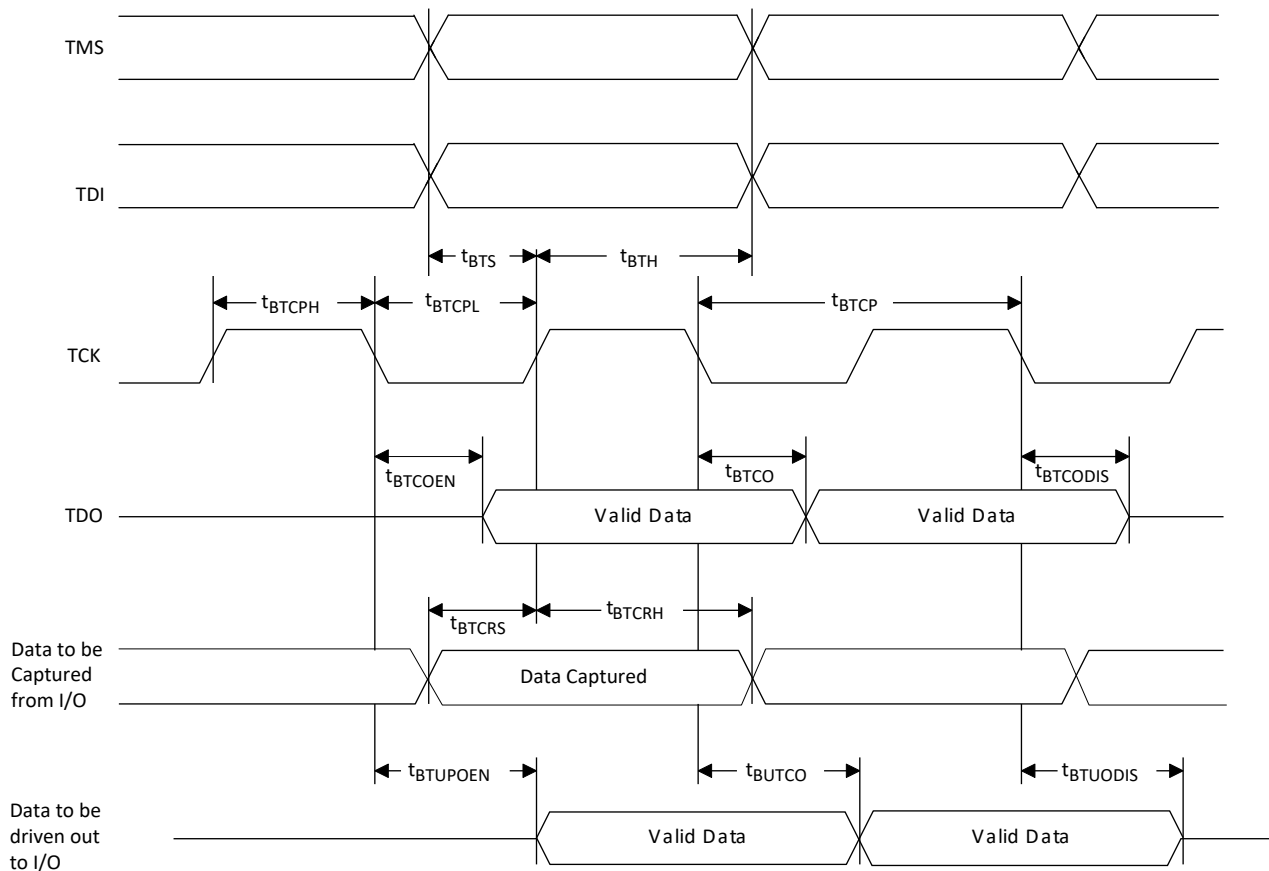 TMS
TDI
tBTS
tBTH
tBTCPH
tBTCPL
tBTCP
TCK
tBTCOEN
tBTCO
tBTCODIS
TDO
Valid Data
Valid Data
tBTCRS
tBTCRH
Data to be
Captured
from I/O
Data Captured
tBTUPOEN
tBUTCO
tBTUODIS
Data to be
driven out
to I/O
Valid Data
Valid Data